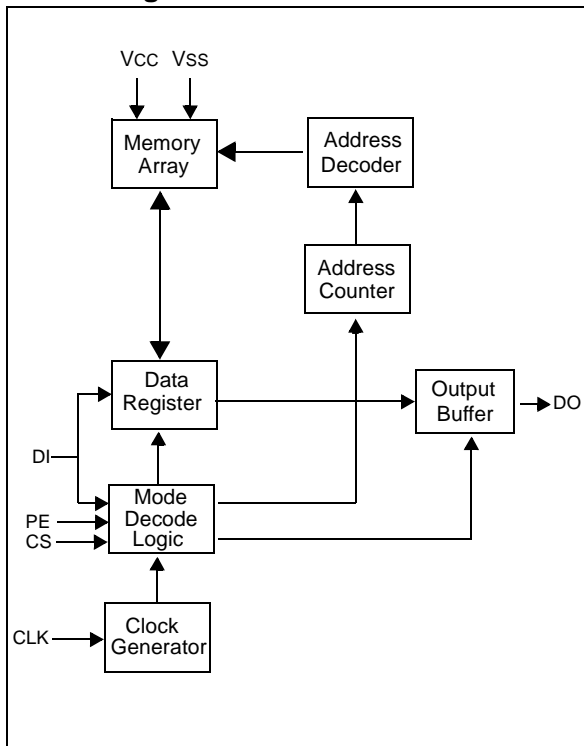 VCC VSS
Memory
Array
Address
Decoder
Address
Counter
Data
Register
Output
Buffer
DO
DI
Mode
Decode
Logic
PE
CS
CLK
Clock
Generator